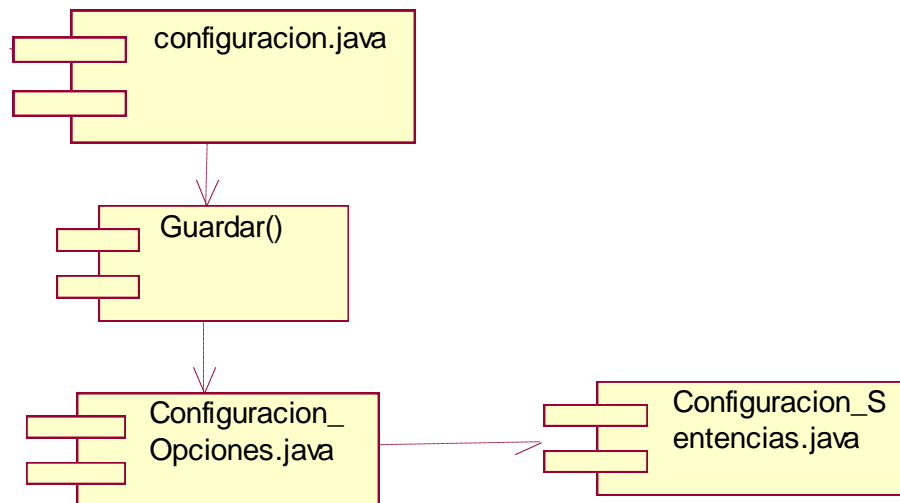 configuracion.java
Guardar()
Configuracion_
Opciones.java
Configuracion_S
entencias.java